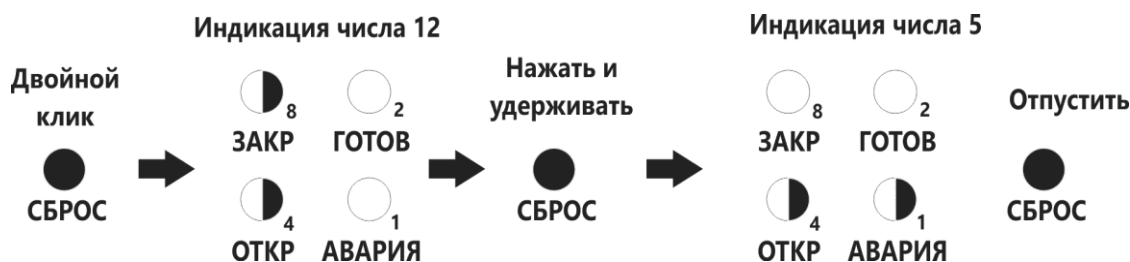 Индикация числа 12
Индикация числа 5
Двойной
клик
СБРОС
8
ЗАКР
2
ГОТОВ
4
ОТКР
1
АВАРИЯ
Нажать и
удерживать
СБРОС
8
ЗАКР
2
ГОТОВ
4
ОТКР
1
АВАРИЯ
Отпустить
СБРОС